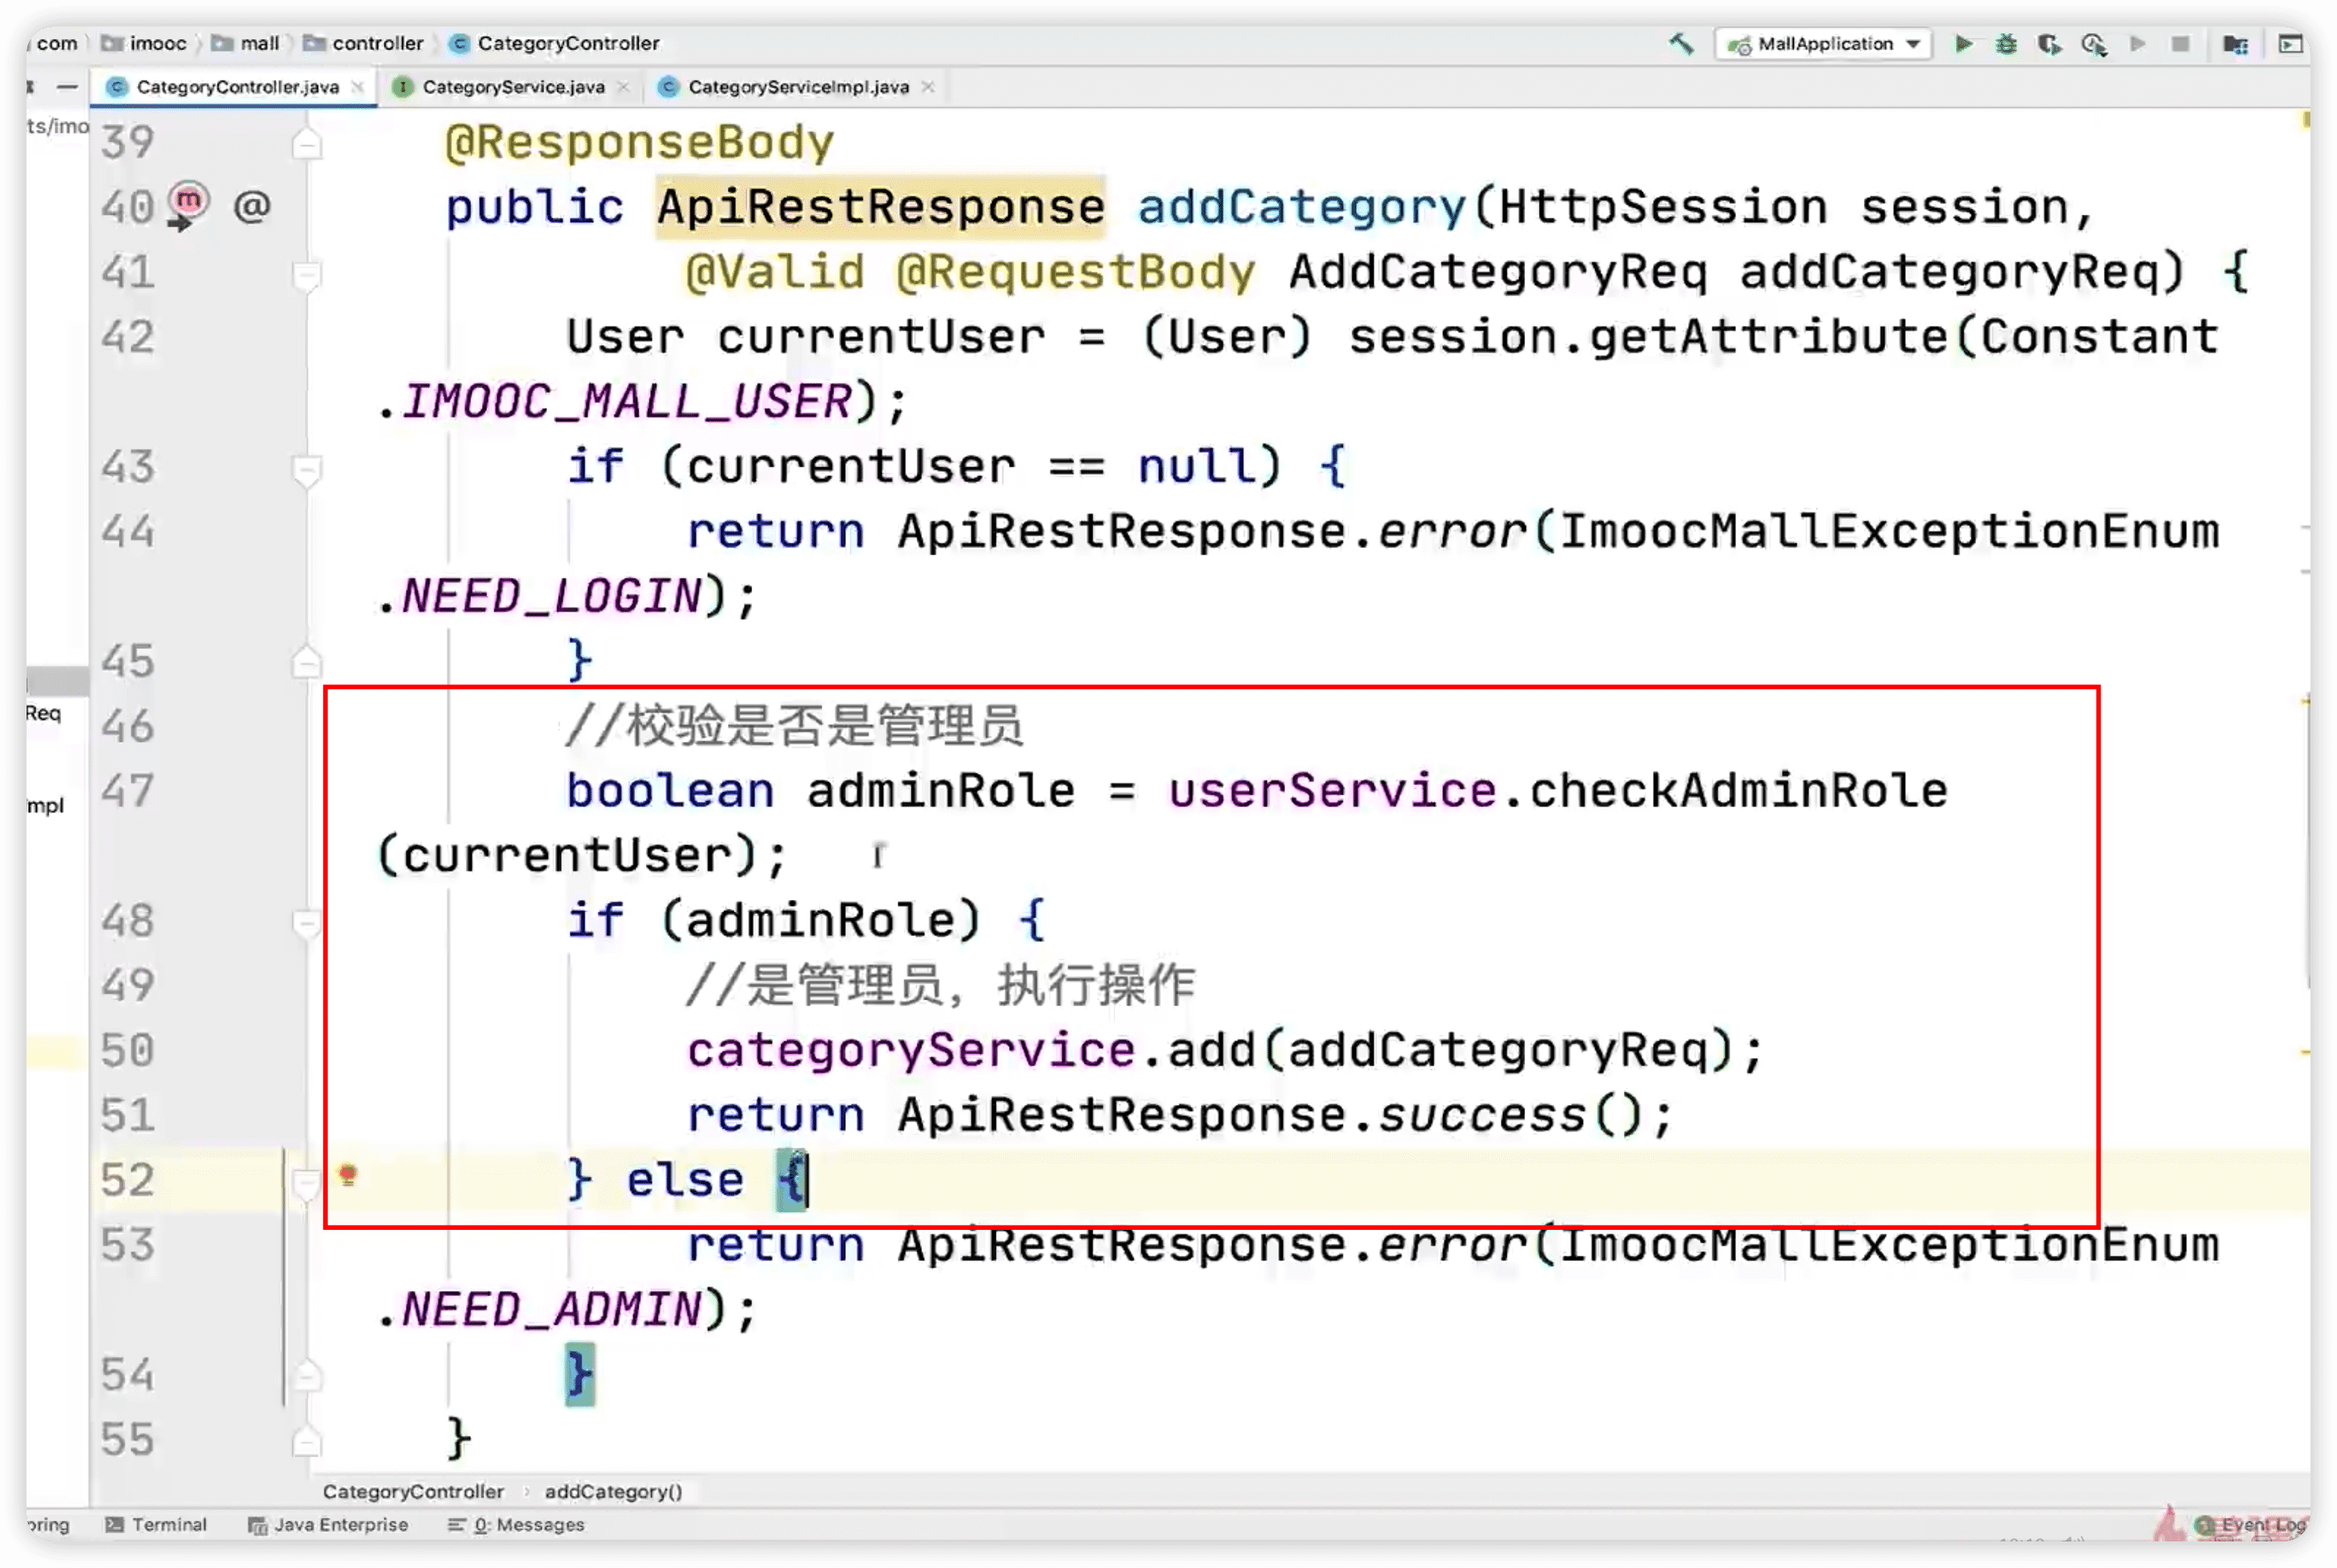 com imooc mall controller CategoryController MallApplication
CategoryController.java CategoryService.java CategoryServiceImpl.java
ts/imo
39 @ResponseBody
40 @ public ApiRestResponse addCategory(HttpSession session,
41 @Valid @RequestBody AddCategoryReq addCategoryReq) {
42 User currentUser = (User) session.getAttribute(Constant
.IMOOC_MALL_USER);
43 if (currentUser == null) {
44 return ApiRestResponse.error(ImoocMallExceptionEnum
.NEED_LOGIN);
45 }
Req
46 //校验是否是管理员
47 boolean adminRole = userService.checkAdminRole
mpl
(currentUser);
48 if (adminRole) {
49 //是管理员，执行操作
50 categoryService.add(addCategoryReq);
51 return ApiRestResponse.success();
52 } else {
53 return ApiRestResponse.error(ImoocMallExceptionEnum
.NEED_ADMIN);
54 }
55 }
CategoryController addCategory()
pring Terminal Java Enterprise 0: Messages Event Log